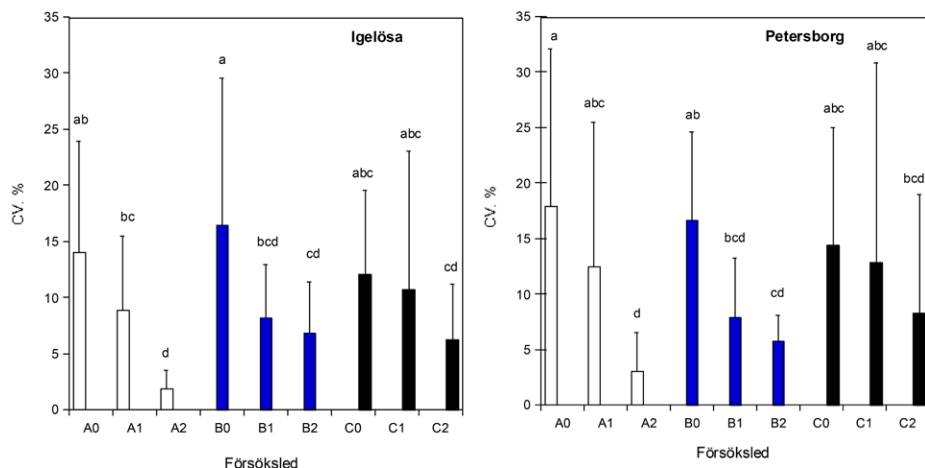 Igelösa
CV. %
35
30
25
20
15
10
5
0
ab
bc
d
a
bcd
cd
abc
abc
cd
A0 A1 A2 B0 B1 B2 C0 C1 C2
Försöksled
Petersborg
CV. %
35
30
25
20
15
10
5
0
a
abc
d
ab
bcd
cd
abc
abc
bcd
A0 A1 A2 B0 B1 B2 C0 C1 C2
Försöksled